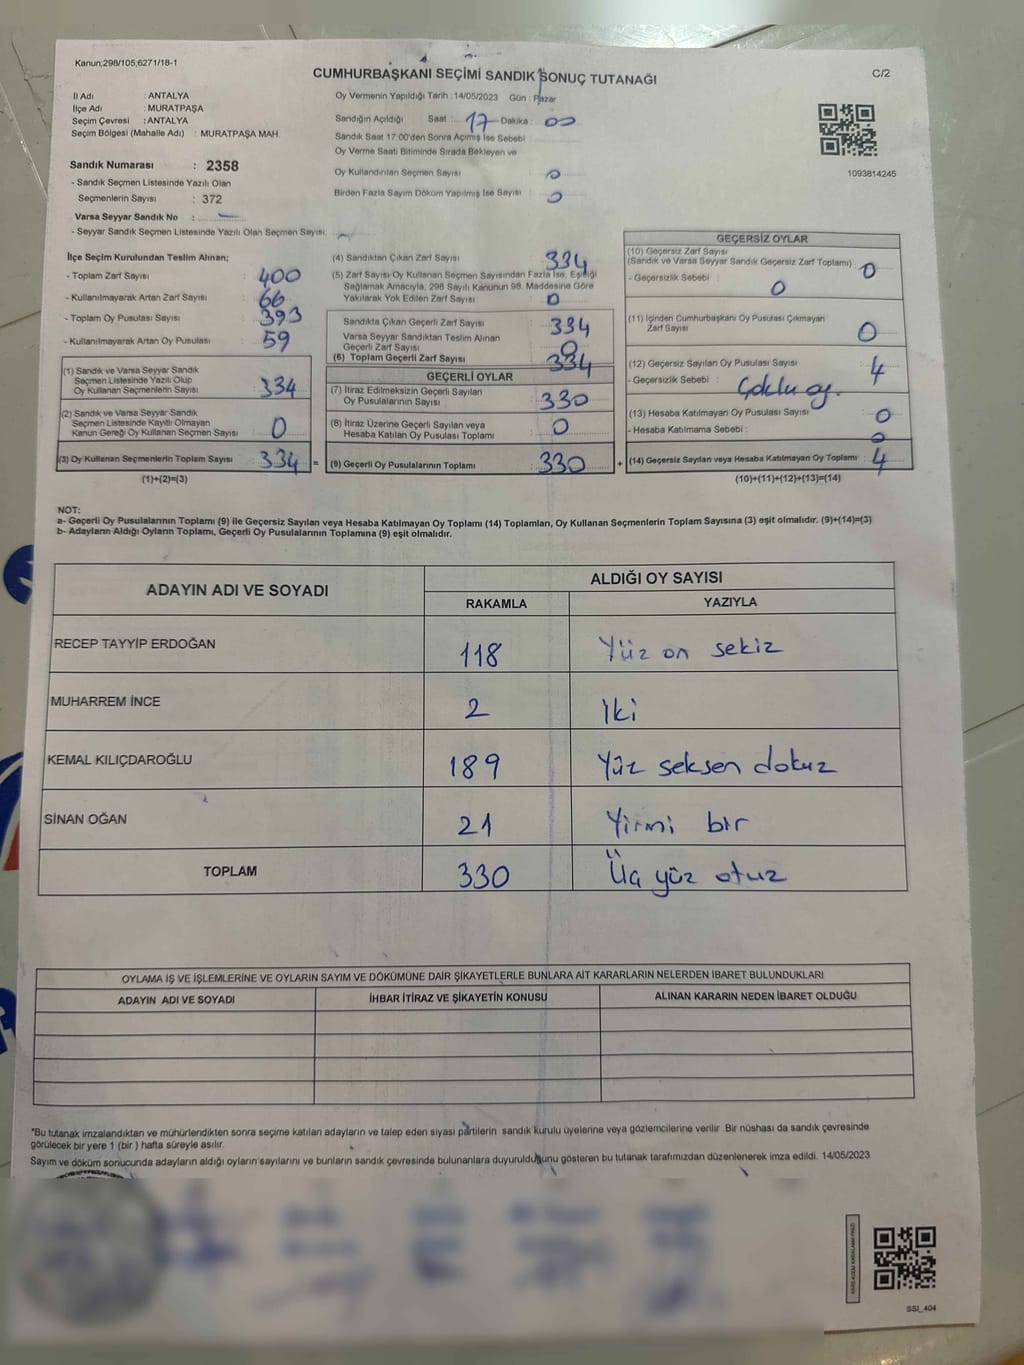 Kanun;298/105;6271/18-1
CUMHURBAŞKANI SEÇİMİ SANDIK SONUÇ TUTANAĞI
C/2
İl Adı : ANTALYA
İlçe Adı : MURATPAŞA
Seçim Çevresi : ANTALYA
Seçim Bölgesi (Mahalle Adı) : MURATPAŞA MAH.
Sandık Numarası : 2358
- Sandık Seçmen Listesinde Yazılı Olan
Seçmenlerin Sayısı : 372
Varsa Seyyar Sandık No :
- Seyyar Sandık Seçmen Listesinde Yazılı Olan Seçmen Sayısı:
Oy Vermenin Yapıldığı Tarih : 14/05/2023 Gün : Pazar
Sandığın Açıldığı Saat : 17 Dakika : 00
Sandık Saat 17:00'den Sonra Açılmış İse Sebebi :
Oy Verme Saati Bitiminde Sırada Bekleyen ve
Oy Kullandırılan Seçmen Sayısı : 0
Birden Fazla Sayım Döküm Yapılmış İse Sayısı : 0
1093814245
İlçe Seçim Kurulundan Teslim Alınan;
- Toplam Zarf Sayısı : 400
- Kullanılmayarak Artan Zarf Sayısı : 66
- Toplam Oy Pusulası Sayısı : 393
- Kullanılmayarak Artan Oy Pusulası : 59
(1) Sandık ve Varsa Seyyar Sandık
Seçmen Listesinde Yazılı Olup
Oy Kullanan Seçmenlerin Sayısı : 334
(2) Sandık ve Varsa Seyyar Sandık
Seçmen Listesinde Kayıtlı Olmayan
Kanun Gereği Oy Kullanan Seçmen Sayısı : 0
(3) Oy Kullanan Seçmenlerin Toplam Sayısı : 334 =
(1)+(2)=(3)
(4) Sandıktan Çıkan Zarf Sayısı : 334
(5) Zarf Sayısı Oy Kullanan Seçmen Sayısından Fazla İse, Eşitliği
Sağlamak Amacıyla, 298 Sayılı Kanunun 98. Maddesine Göre
Yakılarak Yok Edilen Zarf Sayısı : 0
Sandıkta Çıkan Geçerli Zarf Sayısı : 334
Varsa Seyyar Sandıktan Teslim Alınan
Geçerli Zarf Sayısı : 0
(6) Toplam Geçerli Zarf Sayısı : 334
GEÇERLİ OYLAR
(7) İtiraz Edilmeksizin Geçerli Sayılan
Oy Pusulalarının Sayısı : 330
(8) İtiraz Üzerine Geçerli Sayılan veya
Hesaba Katılan Oy Pusulası Toplamı : 0
(9) Geçerli Oy Pusulalarının Toplamı : 330 +
GEÇERSİZ OYLAR
(10) Geçersiz Zarf Sayısı
(Sandık ve Varsa Seyyar Sandık Geçersiz Zarf Toplamı) : 0
- Geçersizlik Sebebi :
0
(11) İçinden Cumhurbaşkanı Oy Pusulası Çıkmayan
Zarf Sayısı : 0
(12) Geçersiz Sayılan Oy Pusulası Sayısı : 4
- Geçersizlik Sebebi : Çoklu oy.
(13) Hesaba Katılmayan Oy Pusulası Sayısı : 0
- Hesaba Katılmama Sebebi : 0
(14) Geçersiz Sayılan veya Hesaba Katılmayan Oy Toplamı : 4
(10)+(11)+(12)+(13)=(14)
NOT:
a- Geçerli Oy Pusulalarının Toplamı (9) ile Geçersiz Sayılan veya Hesaba Katılmayan Oy Toplamı (14) Toplamları, Oy Kullanan Seçmenlerin Toplam Sayısına (3) eşit olmalıdır. (9)+(14)=(3)
b- Adayların Aldığı Oyların Toplamı, Geçerli Oy Pusulalarının Toplamına (9) eşit olmalıdır.
ADAYIN ADI VE SOYADI
ALDIĞI OY SAYISI
RAKAMLA YAZIYLA
RECEP TAYYİP ERDOĞAN 118 Yüz on sekiz
MUHARREM İNCE 2 İki
KEMAL KILIÇDAROĞLU 189 Yüz seksen dokuz
SİNAN OĞAN 21 Yirmi bir
TOPLAM 330 Üç yüz otuz
OYLAMA İŞ VE İŞLEMLERİNE VE OYLARIN SAYIM VE DÖKÜMÜNE DAİR ŞİKAYETLERLE BUNLARA AİT KARARLARIN NELERDEN İBARET BULUNDUKLARI
ADAYIN ADI VE SOYADI İHBAR İTİRAZ VE ŞİKAYETİN KONUSU ALINAN KARARIN NEDEN İBARET OLDUĞU
*Bu tutanak imzalandıktan ve mühürlendikten sonra seçime katılan adayların ve talep eden siyasi partilerin sandık kurulu üyelerine veya gözlemcilerine verilir. Bir nüshası da sandık çevresinde
görülecek bir yere 1 (bir) hafta süreyle asılır.
Sayım ve döküm sonucunda adayların aldığı oyların sayılarını ve bunların sandık çevresinde bulunanlara duyurulduğunu gösteren bu tutanak tarafımızdan düzenlenerek imza edildi. 14/05/2023
SSI_404